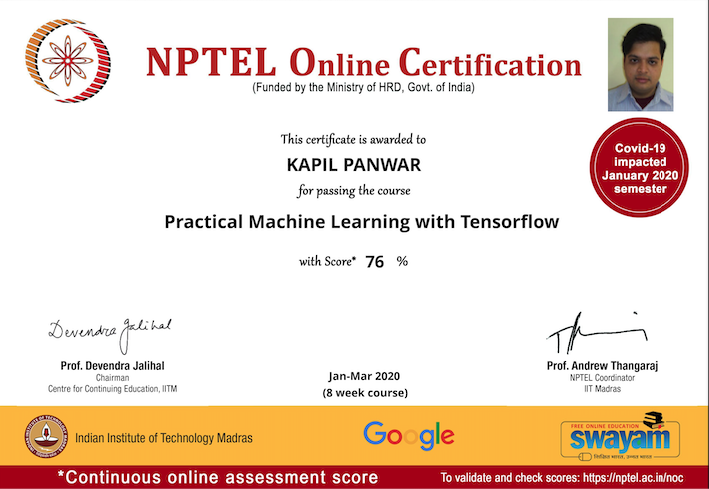 NPTEL Online Certification
(Funded by the Ministry of HRD, Govt. of India)
This certificate is awarded to
KAPIL PANWAR
for passing the course
Practical Machine Learning with Tensorflow
with Score* 76 %
Covid-19
impacted
January 2020
semester
Devendra Jalihal
Prof. Devendra Jalihal
Chairman
Centre for Continuing Education, IITM
Jan-Mar 2020
(8 week course)
Prof. Andrew Thangaraj
NPTEL Coordinator
IIT Madras
Indian Institute of Technology Madras
Google
FREE ONLINE EDUCATION
swayam
शिक्षित भारत, उन्नत भारत
*Continuous online assessment score
To validate and check scores: https://nptel.ac.in/noc